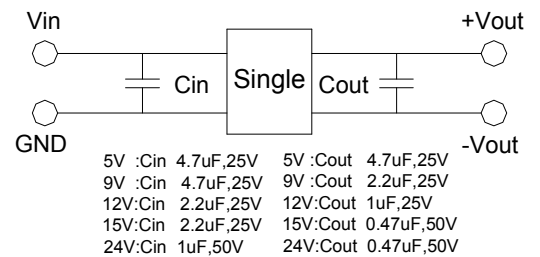 Vin +Vout
Cin Single Cout
GND -Vout
5V :Cin 4.7uF,25V 5V :Cout 4.7uF,25V
9V :Cin 4.7uF,25V 9V :Cout 2.2uF,25V
12V:Cin 2.2uF,25V 12V:Cout 1uF,25V
15V:Cin 2.2uF,25V 15V:Cout 0.47uF,50V
24V:Cin 1uF,50V 24V:Cout 0.47uF,50V